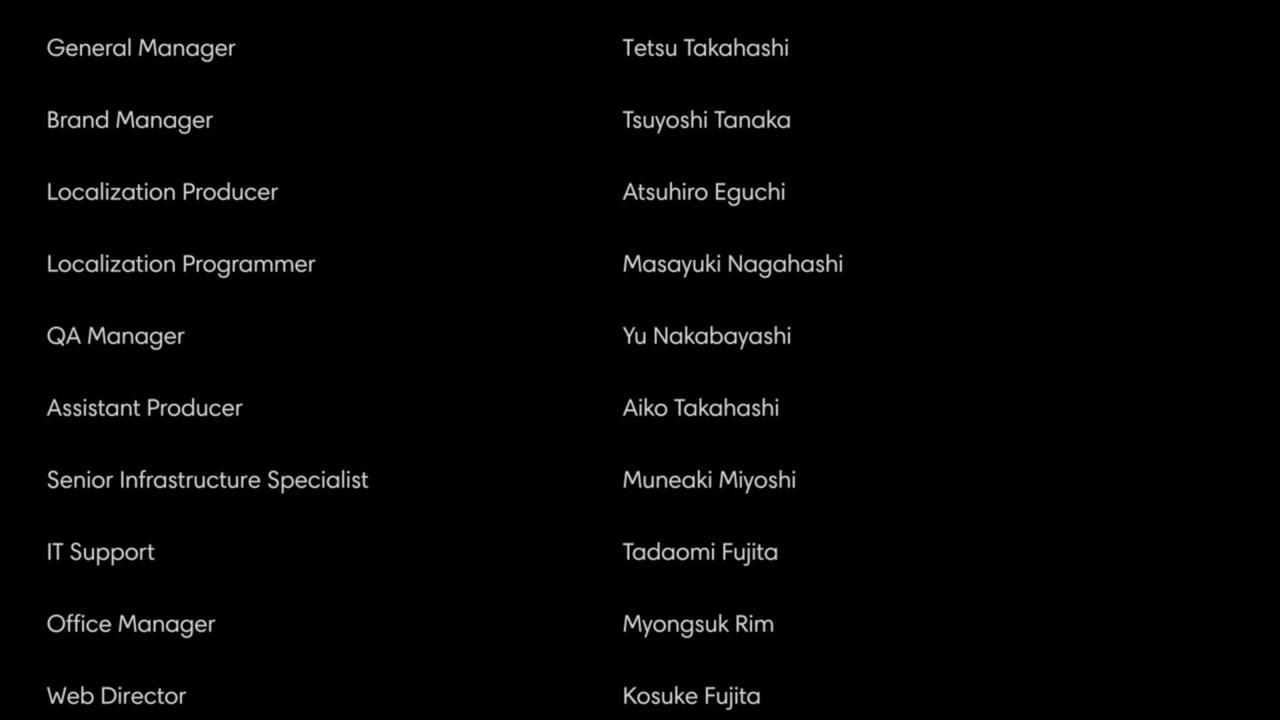 General Manager Tetsu Takahashi
Brand Manager Tsuyoshi Tanaka
Localization Producer Atsuhiro Eguchi
Localization Programmer Masayuki Nagahashi
QA Manager Yu Nakabayashi
Assistant Producer Aiko Takahashi
Senior Infrastructure Specialist Muneaki Miyoshi
IT Support Tadaomi Fujita
Office Manager Myongsuk Rim
Web Director Kosuke Fujita